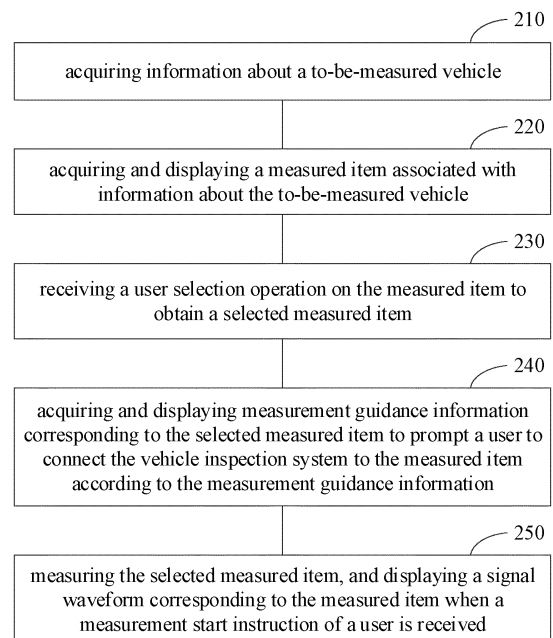 210
acquiring information about a to-be-measured vehicle
220
acquiring and displaying a measured item associated with
information about the to-be-measured vehicle
230
receiving a user selection operation on the measured item to
obtain a selected measured item
240
acquiring and displaying measurement guidance information
corresponding to the selected measured item to prompt a user to
connect the vehicle inspection system to the measured item
according to the measurement guidance information
250
measuring the selected measured item, and displaying a signal
waveform corresponding to the measured item when a
measurement start instruction of a user is received